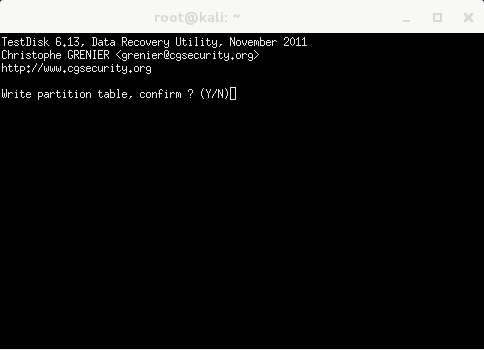 root@kali: ~
TestDisk 6.13, Data Recovery Utility, November 2011
Christophe GRENIER <grenier@cgsecurity.org>
http://www.cgsecurity.org
Write partition table, confirm ? (Y/N)